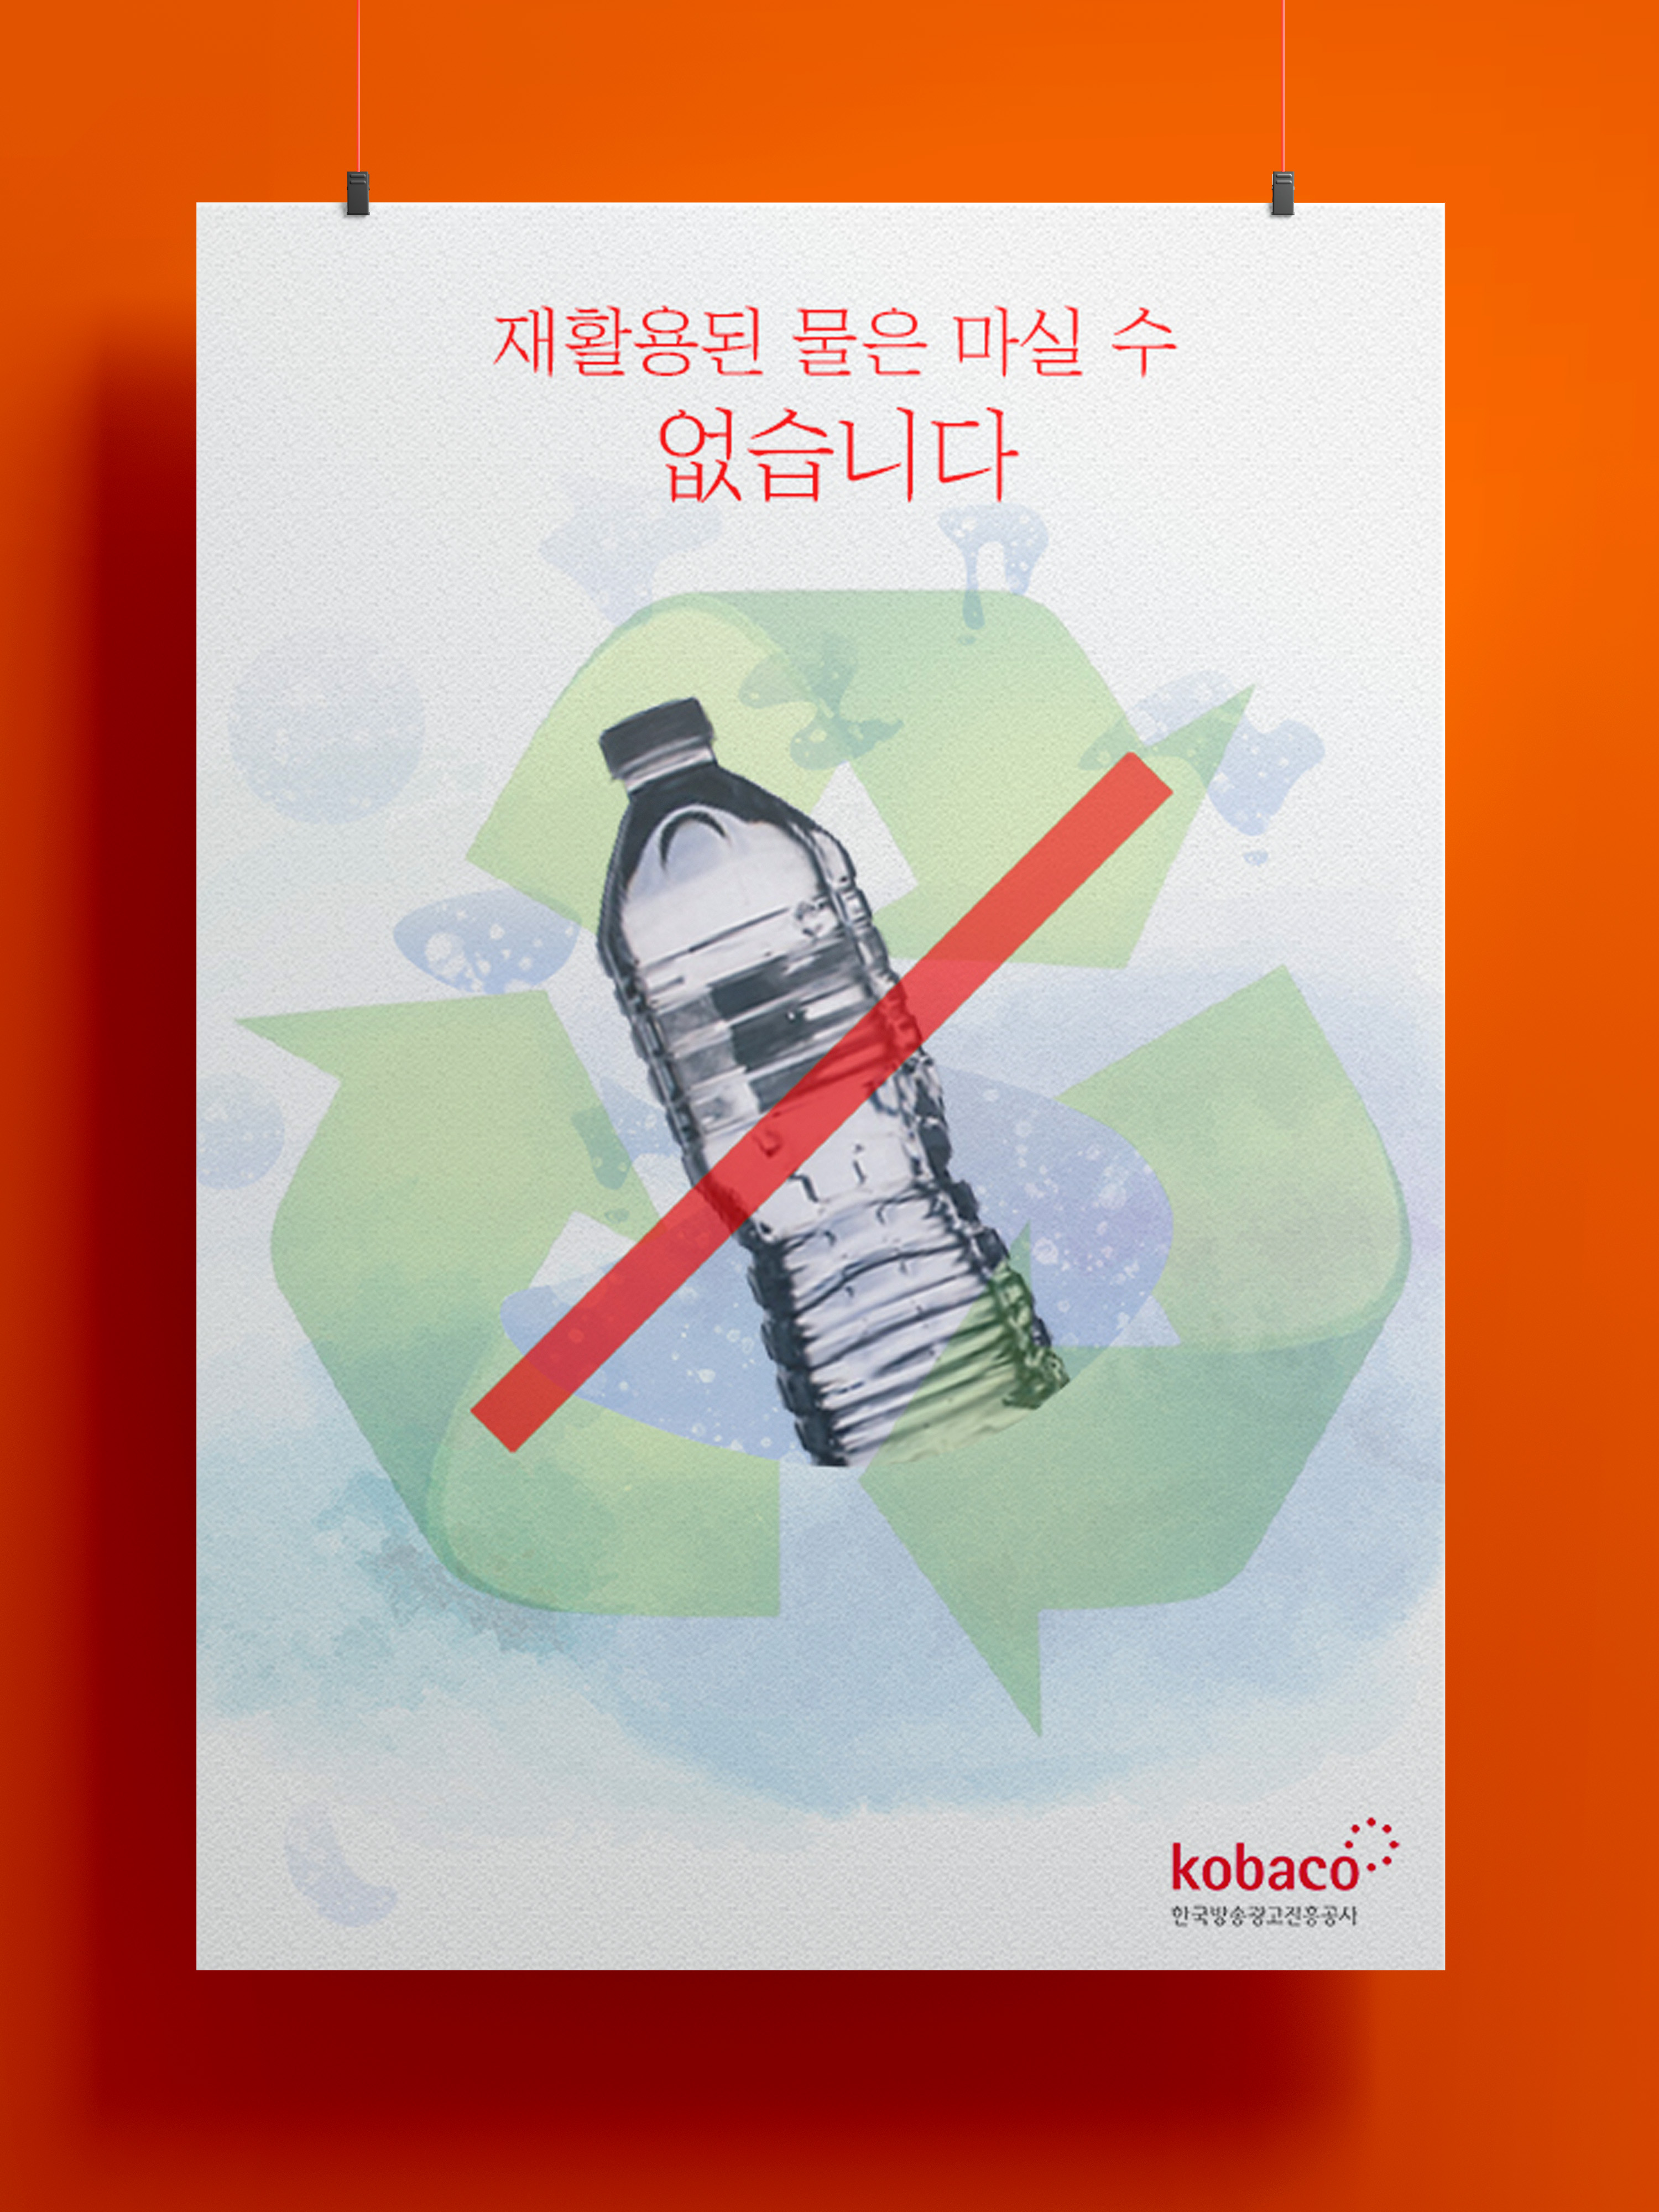 재활용된 물은 마실 수
없습니다
kobaco
한국방송광고진흥공사